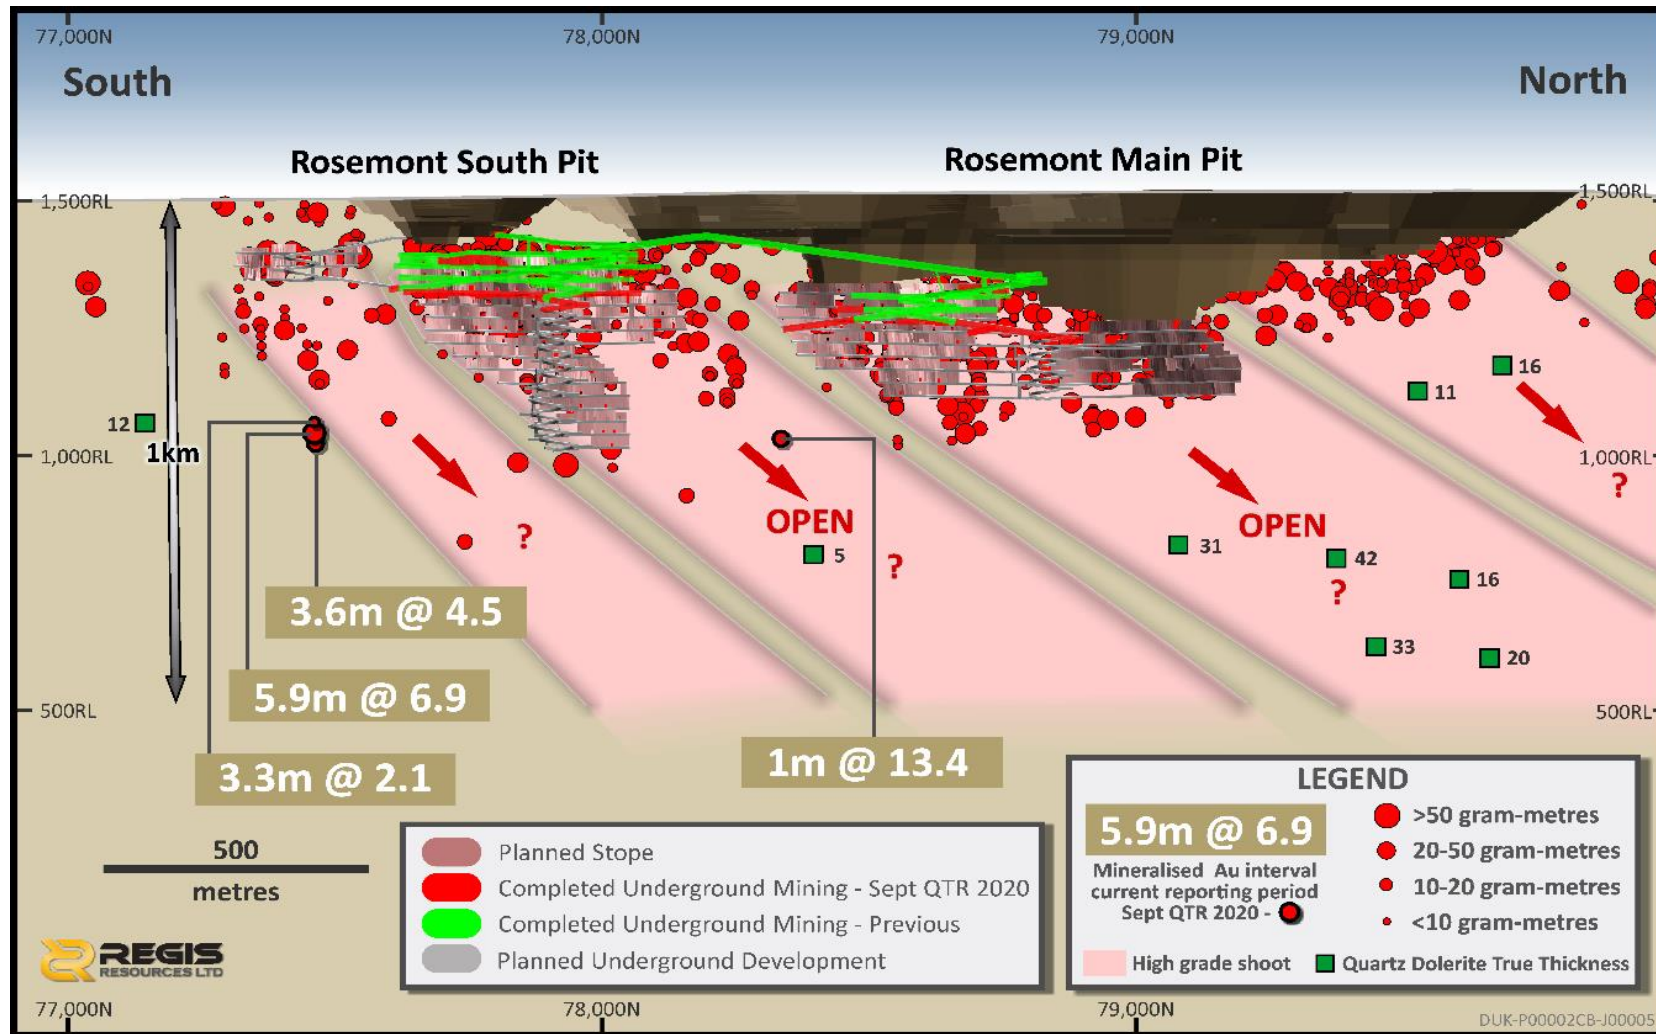 77,000N
78,000N
79,000N
South
North
Rosemont South Pit
Rosemont Main Pit
1,500RL
1,500RL
16
11
12
1km
1,000RL
1,000RL
?
OPEN
OPEN
?
5
?
31
42
16
?
33
20
3.6m @ 4.5
5.9m @ 6.9
500RL
500RL
3.3m @ 2.1
1m @ 13.4
500
metres
Planned Stope
Completed Underground Mining - Sept QTR 2020
Completed Underground Mining - Previous
Planned Underground Development
LEGEND
5.9m @ 6.9
Mineralised Au interval
current reporting period
Sept QTR 2020 -
>50 gram-metres
20-50 gram-metres
10-20 gram-metres
<10 gram-metres
High grade shoot
Quartz Dolerite True Thickness
REGIS
RESOURCES LTD
77,000N
78,000N
79,000N
DUK-P00002CB-J00005